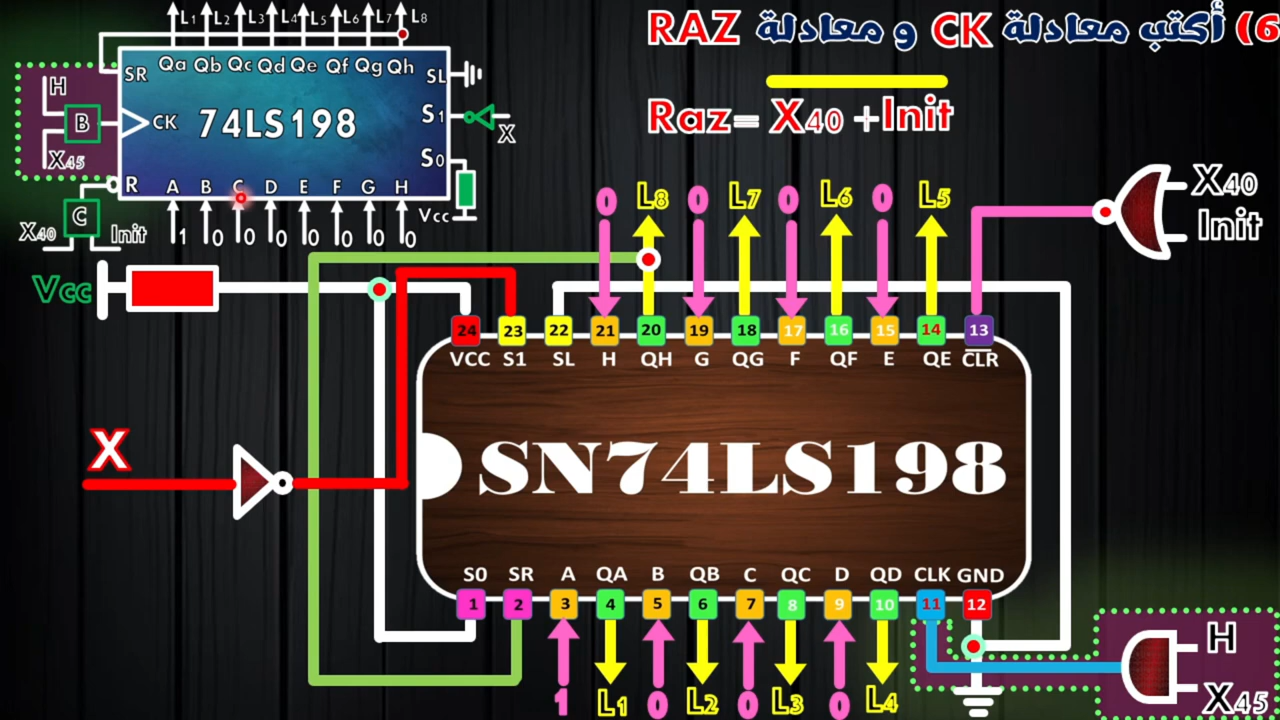 6) أكتب معادلة CK و معادلة RAZ
Raz= X40 +Init
L1 L2 L3 L4 L5 L6 L7 L8
SR Qa Qb Qc Qd Qe Qf Qg Qh SL
H
B
X45
CK 74LS198 S1
X
S0
R A B C D E F G H
Vcc
C
X40 Init
1 0 0 0 0 0 0 0
Vcc
X40
Init
0 L8 0 L7 0 L6 0 L5
24 23 22 21 20 19 18 17 16 15 14 13
VCC S1 SL H QH G QG F QF E QE CLR
X
SN74LS198
S0 SR A QA B QB C QC D QD CLK GND
1 2 3 4 5 6 7 8 9 10 11 12
1 L1 0 L2 0 L3 0 L4
H
X45